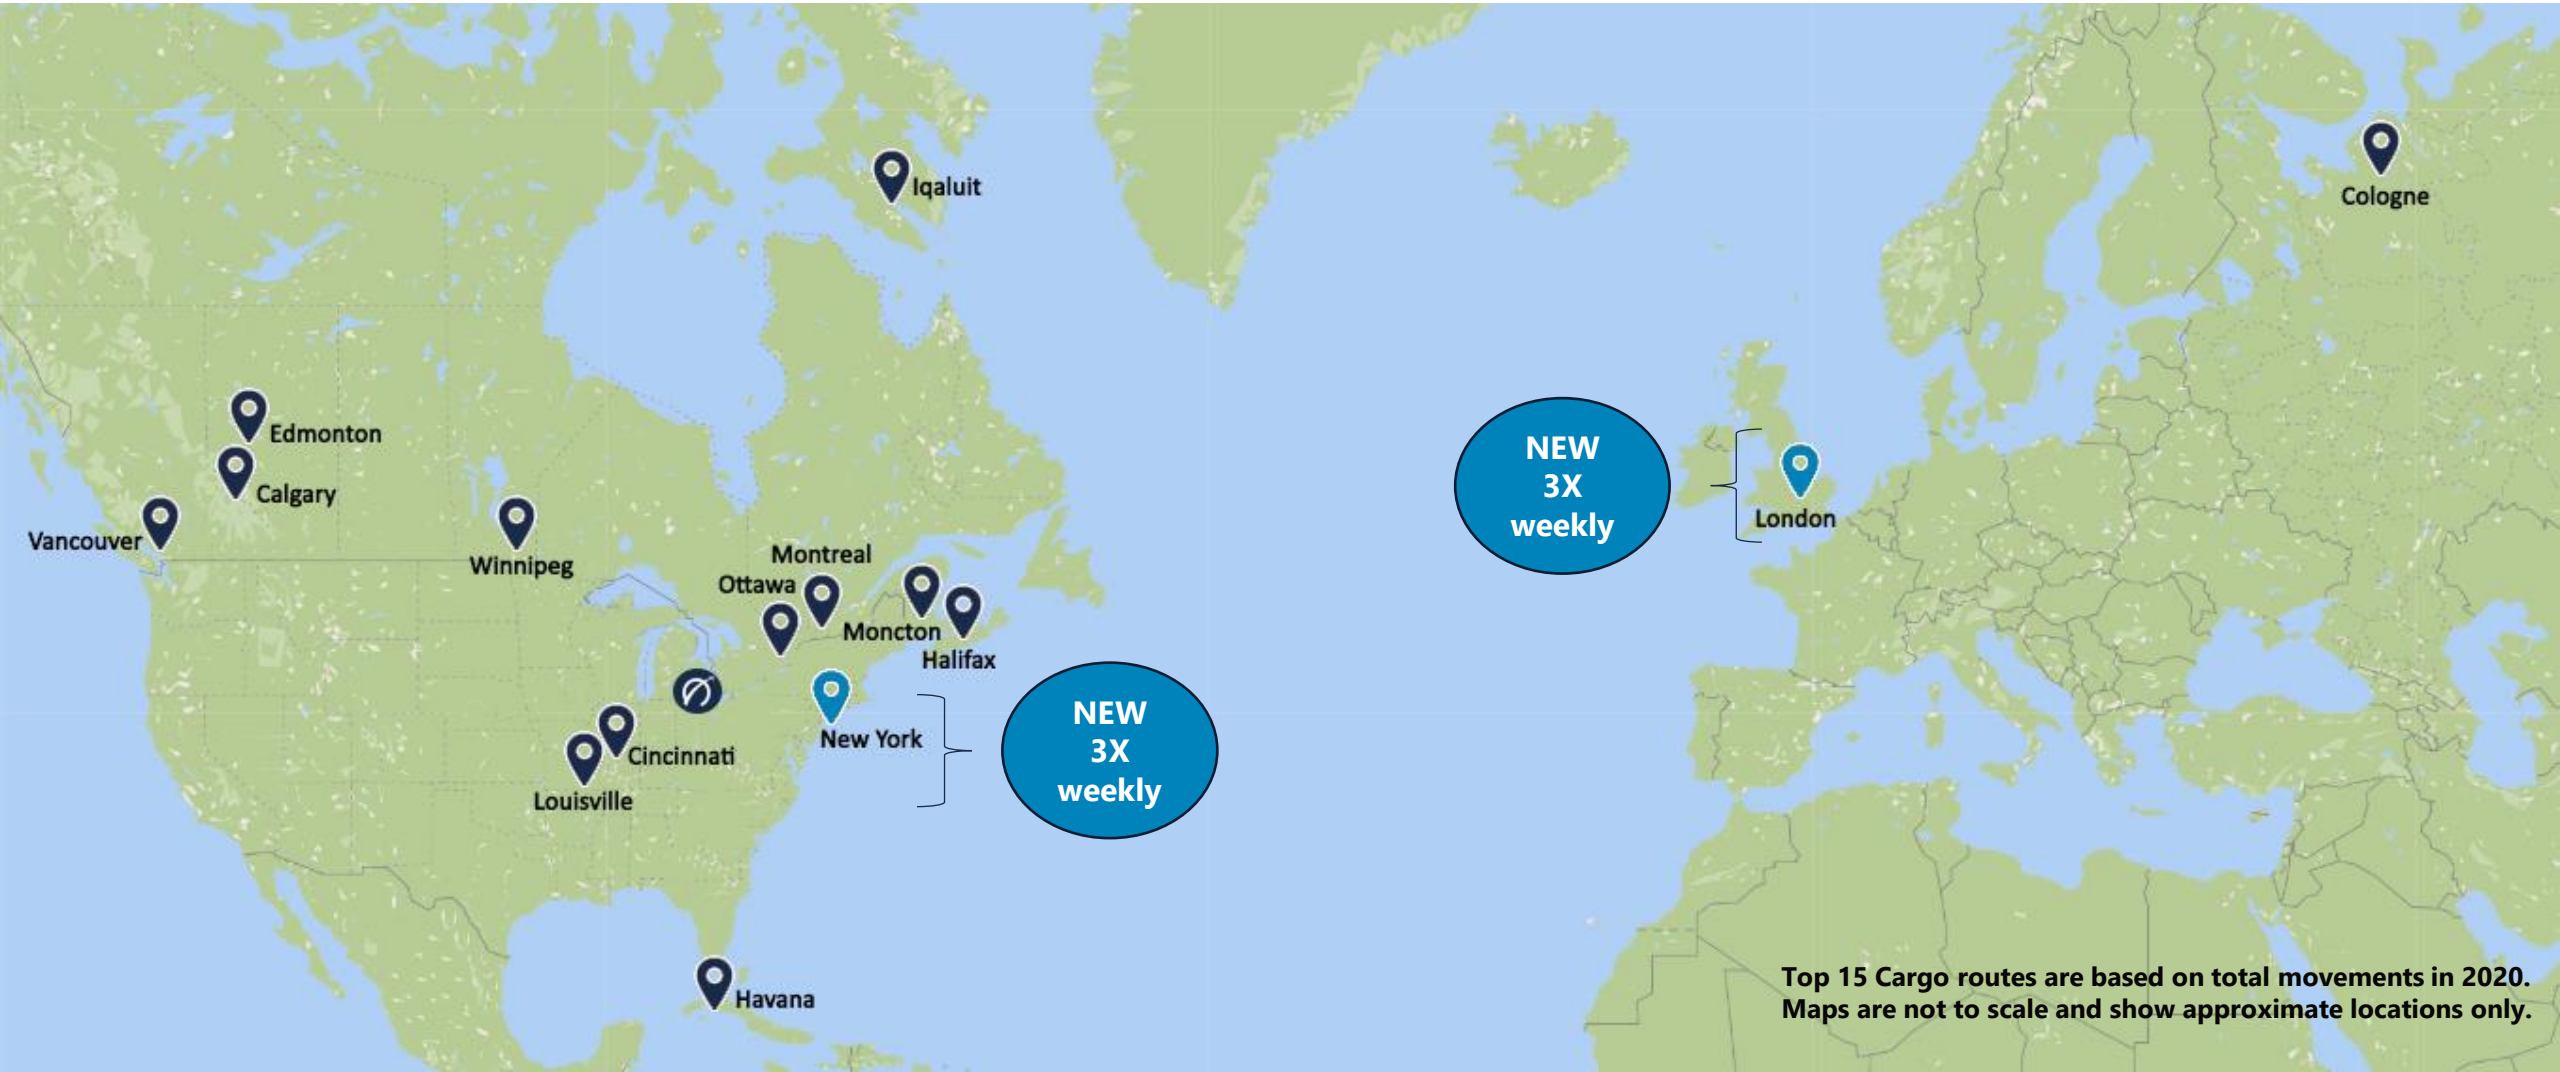 Iqaluit
Cologne
Edmonton
Calgary
Vancouver
Winnipeg
Montreal
Ottawa
Moncton
Halifax
New York
Cincinnati
Louisville
Havana
NEW
3X
weekly
NEW
3X
weekly
London
Top 15 Cargo routes are based on total movements in 2020.
Maps are not to scale and show approximate locations only.